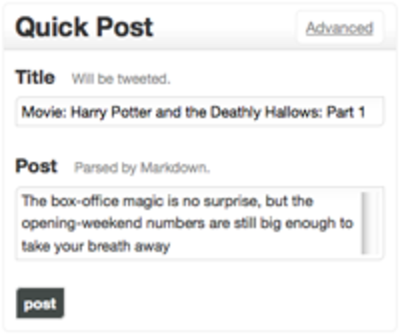 Quick Post
Advanced
Title Will be tweeted.
Movie: Harry Potter and the Deathly Hallows: Part 1
Post Parsed by Markdown.
The box-office magic is no surprise, but the
opening-weekend numbers are still big enough to
take your breath away
post